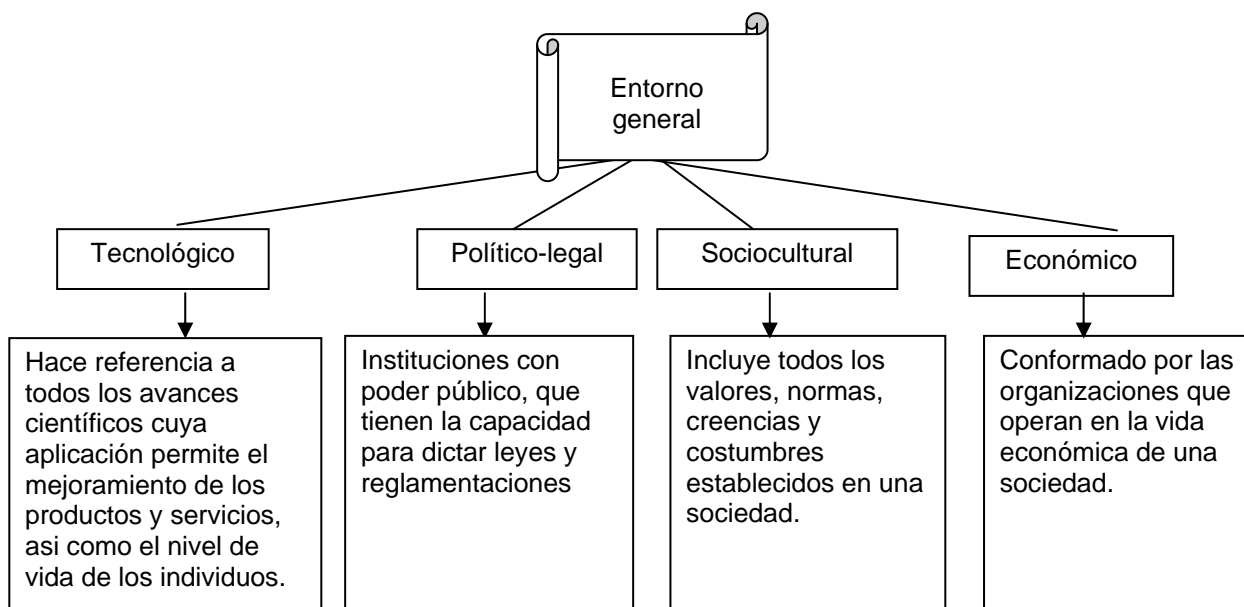 Entorno
general
Tecnológico
Político-legal
Sociocultural
Económico
Hace referencia a
todos los avances
científicos cuya
aplicación permite el
mejoramiento de los
productos y servicios,
asi como el nivel de
vida de los individuos.
Instituciones con
poder público, que
tienen la capacidad
para dictar leyes y
reglamentaciones
Incluye todos los
valores, normas,
creencias y
costumbres
establecidos en una
sociedad.
Conformado por las
organizaciones que
operan en la vida
económica de una
sociedad.